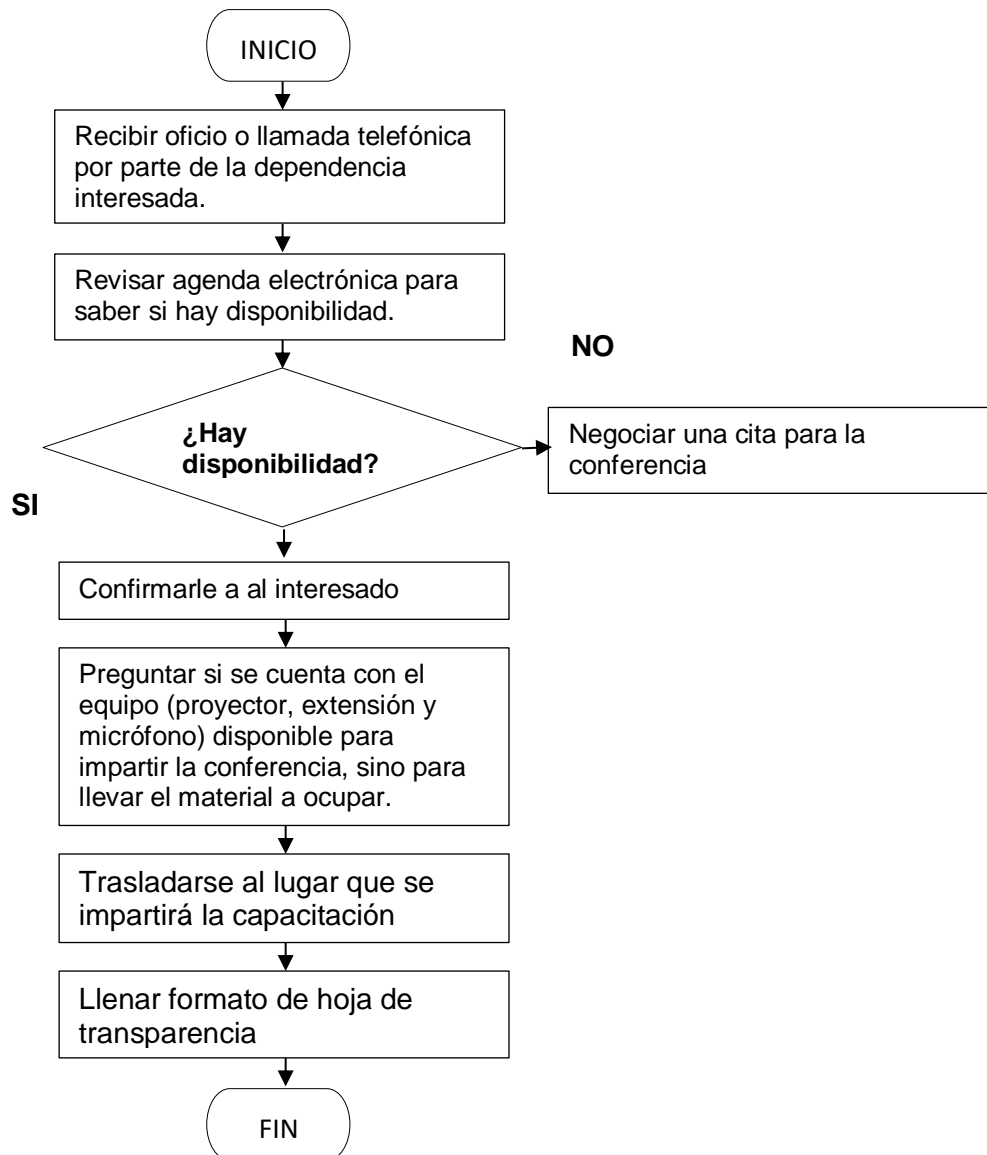 INICIO
Recibir oficio o llamada telefónica
por parte de la dependencia
interesada.
Revisar agenda electrónica para
saber si hay disponibilidad.
NO
¿Hay
disponibilidad?
Negociar una cita para la
conferencia
SI
Confirmarle a al interesado
Preguntar si se cuenta con el
equipo (proyector, extensión y
micrófono) disponible para
impartir la conferencia, sino para
llevar el material a ocupar.
Trasladarse al lugar que se
impartirá la capacitación
Llenar formato de hoja de
transparencia
FIN